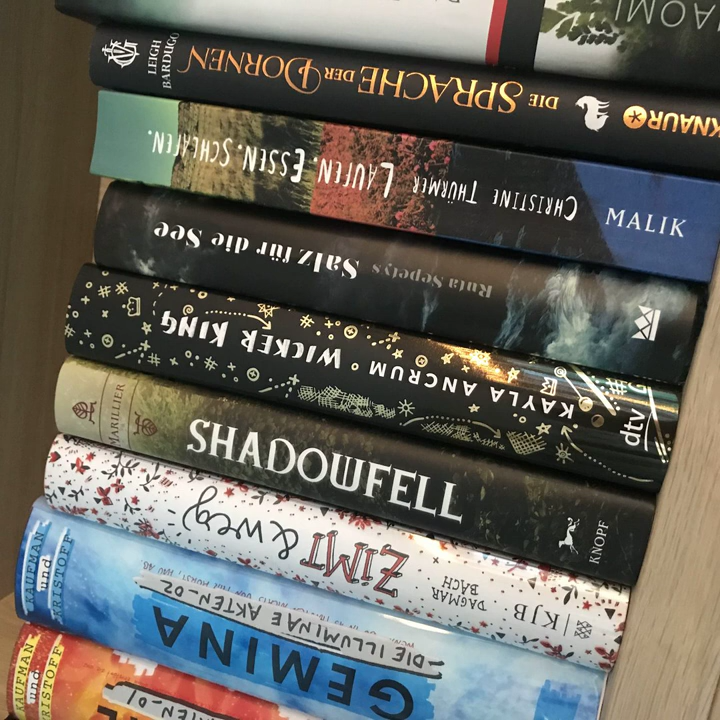 NAOMI
LEIGH
BARDUGO
DIE SPRACHE DER DORNEN
KNAUR
LAUFEN. ESSEN. SCHLAFEN.
CHRISTINE THÜRMER
MALIK
Salz für die See
Ruta Sepetys
KAYLA ANCRUM • WICKER KING
dtv
MARILLIER
SHADOWFELL
KNOPF
ZIMT & weg
DAGMAR
BACH
KJB
KAUFMAN
und
KRISTOFF
DIE ILLUMINAE AKTEN_02
GEMINA
KAUFMAN
und
KRISTOFF
AKTEN_01